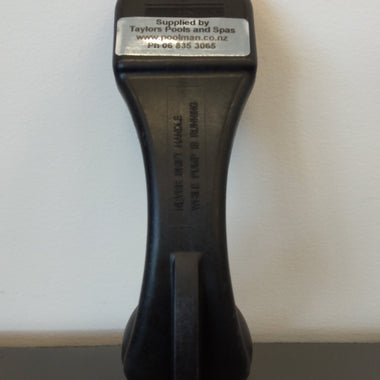 Supplied by
Taylors Pools and Spas
www.poolman.co.nz
Ph 06 835 3065
NEVER SHIFT HANDLE
WHILE PUMP IS RUNNING